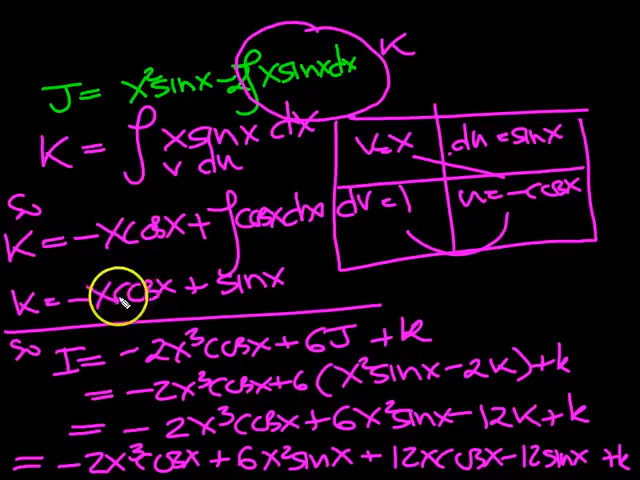 J = x²sinx - 2∫xsinxdx K
K = ∫xsinx dx
v du
v = x du = sinx
dv = 1 u = -cosx
So
K = -xcosx + ∫cosxdx
K = -xcosx + sinx
So I = -2x³cosx + 6J + k
= -2x³cosx + 6(x²sinx - 2K) + k
= -2x³cosx + 6x²sinx - 12K + k
= -2x³cosx + 6x²sinx + 12xcosx - 12sinx + k